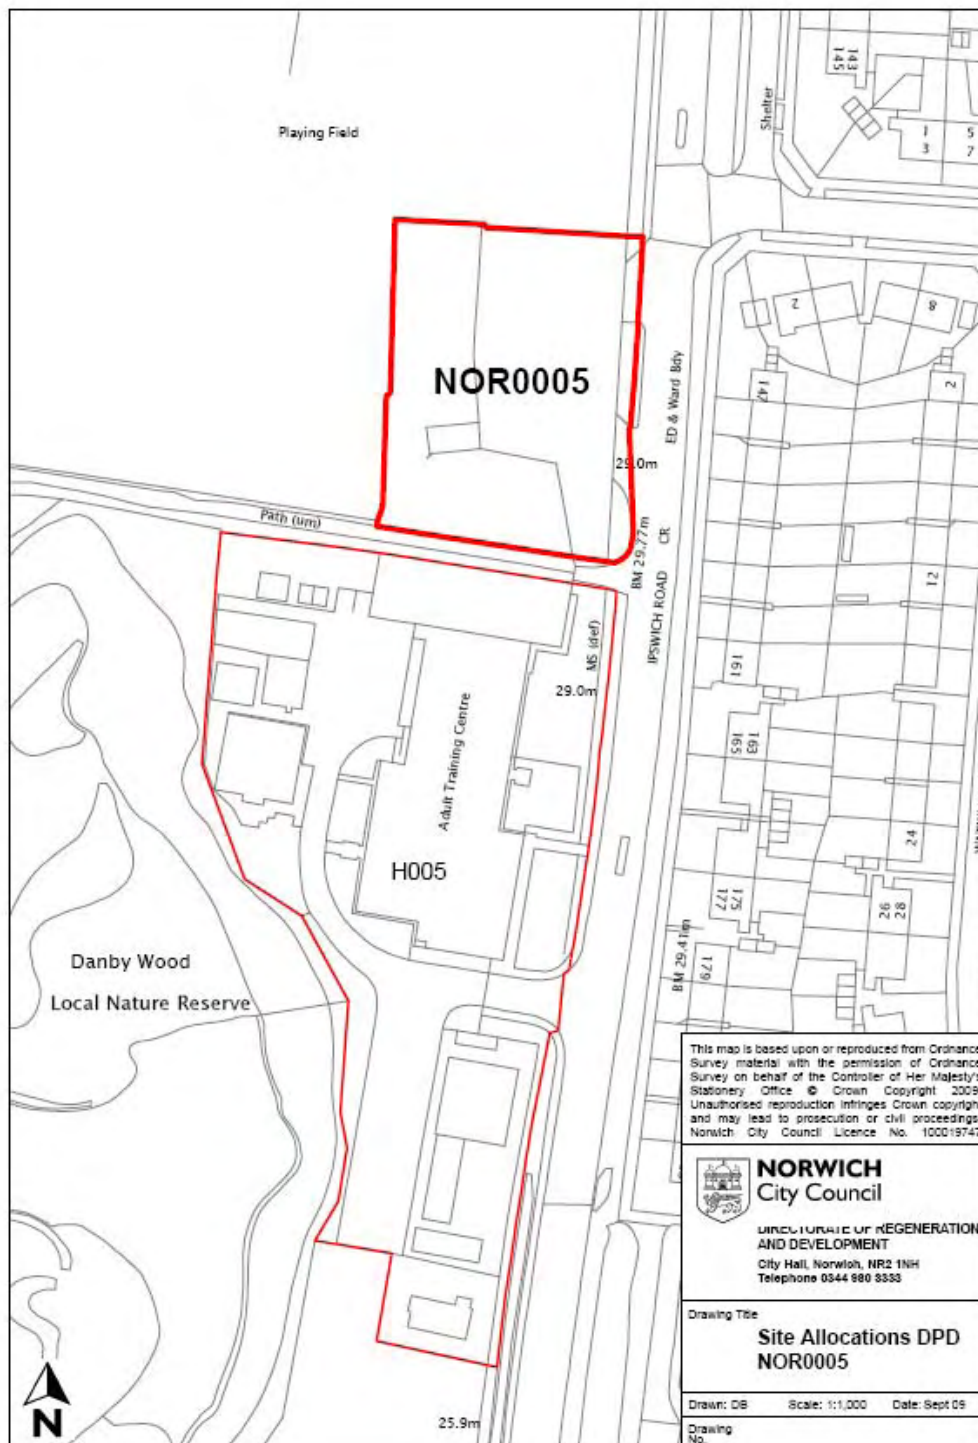 143
145
Shelter
1
5
3
7
Playing Field
2
8
NOR0005
ED & Ward Bdy
147
2
29.0m
Path (um)
BM 29.77m
IPSWICH ROAD
CR
12
MS (def)
161
29.0m
163
165
Adult Training Centre
24
H005
175
177
26
28
Danby Wood
BM 29.41m
179
Local Nature Reserve
This map is based upon or reproduced from Ordnance
Survey material with the permission of Ordnance
Survey on behalf of the Controller of Her Majesty's
Stationery Office © Crown Copyright 2009
Unauthorised reproduction infringes Crown copyright
and may lead to prosecution or civil proceedings
Norwich City Council Licence No. 100019747
NORWICH
City Council
DIRECTORATE OF REGENERATION
AND DEVELOPMENT
City Hall, Norwich, NR2 1NH
Telephone 0344 980 3333
Drawing Title
Site Allocations DPD
NOR0005
N
25.9m
Drawn: DB Scale: 1:1,000 Date: Sept 09
Drawing
No.